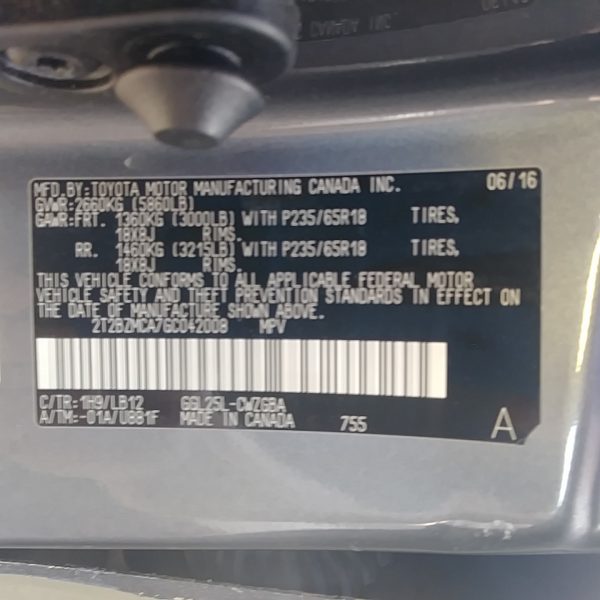 MFD.BY:TOYOTA MOTOR MANUFACTURING CANADA INC. 06/16
GVWR:2660KG (5860LB)
GAWR:FRT. 1360KG (3000LB) WITH P235/65R18 TIRES,
18X8J RIMS,
RR. 1460KG (3215LB) WITH P235/65R18 TIRES,
18X8J RIMS,
THIS VEHICLE CONFORMS TO ALL APPLICABLE FEDERAL MOTOR
VEHICLE SAFETY AND THEFT PREVENTION STANDARDS IN EFFECT ON
THE DATE OF MANUFACTURE SHOWN ABOVE.
2T2BZMCA7GC042008 MPV
C/TR:1H9/LB12 GGL25L-CWZGBA
A/TM:-01A/U881F MADE IN CANADA 755 A